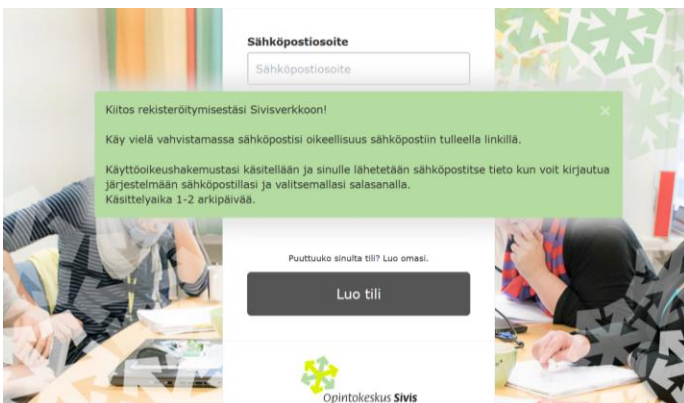 Sähköpostiosoite
Sähköpostiosoite
Kiitos rekisteröitymisestäsi Sivisverkkoon!
Käy vielä vahvistamassa sähköpostisi oikeellisuus sähköpostiin tulleella linkillä.
Käyttöoikeushakemustasi käsitellään ja sinulle lähetetään sähköpostitse tieto kun voit kirjautua
järjestelmään sähköpostillasi ja valitsemallasi salasanalla.
Käsittelyaika 1-2 arkipäivää.
Puuttuuko sinulta tili? Luo omasi.
Luo tili
Opintokeskus Sivis